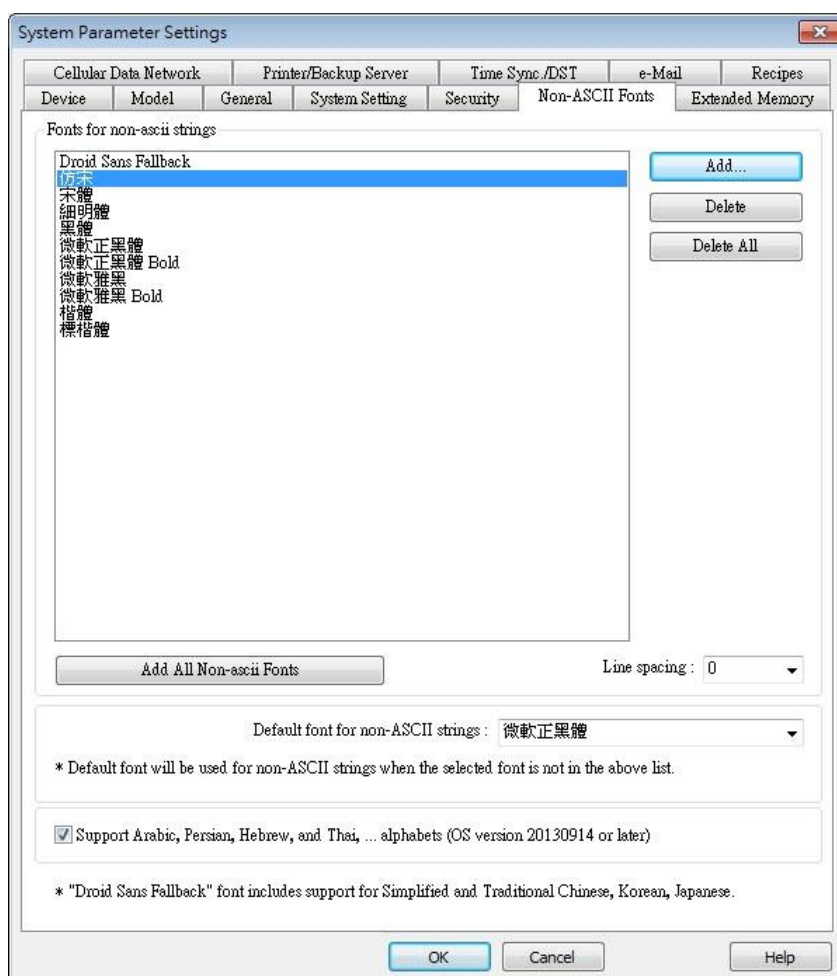 System Parameter Settings
Cellular Data Network Printer/Backup Server Time Sync./DST e-Mail Recipes
Device Model General System Setting Security Non-ASCII Fonts Extended Memory
Fonts for non-ascii strings
Droid Sans Fallback
仿宋
宋體
細明體
黑體
微軟正黑體
微軟正黑體 Bold
微軟雅黑
微軟雅黑 Bold
楷體
標楷體
Add...
Delete
Delete All
Add All Non-ascii Fonts
Line spacing : 0
Default font for non-ASCII strings : 微軟正黑體
* Default font will be used for non-ASCII strings when the selected font is not in the above list.
Support Arabic, Persian, Hebrew, and Thai, ... alphabets (OS version 20130914 or later)
* "Droid Sans Fallback" font includes support for Simplified and Traditional Chinese, Korean, Japanese.
OK Cancel Help